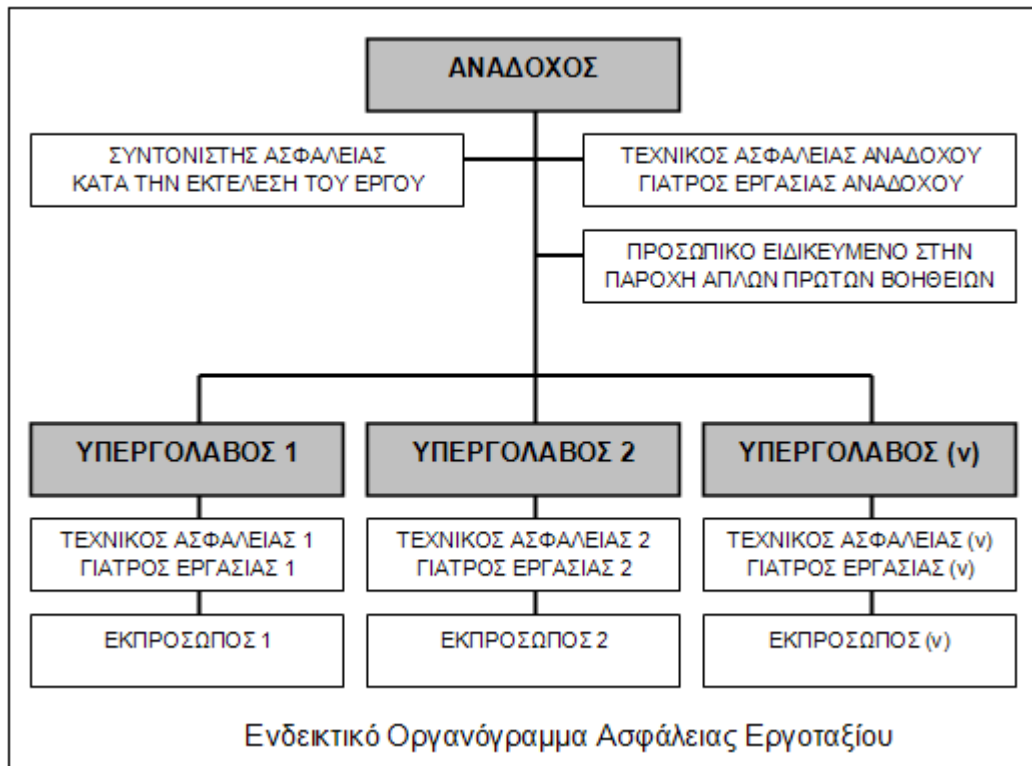 ΑΝΑΔΟΧΟΣ
ΣΥΝΤΟΝΙΣΤΗΣ ΑΣΦΑΛΕΙΑΣ
ΚΑΤΑ ΤΗΝ ΕΚΤΕΛΕΣΗ ΤΟΥ ΕΡΓΟΥ
ΤΕΧΝΙΚΟΣ ΑΣΦΑΛΕΙΑΣ ΑΝΑΔΟΧΟΥ
ΓΙΑΤΡΟΣ ΕΡΓΑΣΙΑΣ ΑΝΑΔΟΧΟΥ
ΠΡΟΣΩΠΙΚΟ ΕΙΔΙΚΕΥΜΕΝΟ ΣΤΗΝ
ΠΑΡΟΧΗ ΑΠΛΩΝ ΠΡΩΤΩΝ ΒΟΗΘΕΙΩΝ
ΥΠΕΡΓΟΛΑΒΟΣ 1
ΤΕΧΝΙΚΟΣ ΑΣΦΑΛΕΙΑΣ 1
ΓΙΑΤΡΟΣ ΕΡΓΑΣΙΑΣ 1
ΕΚΠΡΟΣΩΠΟΣ 1
ΥΠΕΡΓΟΛΑΒΟΣ 2
ΤΕΧΝΙΚΟΣ ΑΣΦΑΛΕΙΑΣ 2
ΓΙΑΤΡΟΣ ΕΡΓΑΣΙΑΣ 2
ΕΚΠΡΟΣΩΠΟΣ 2
ΥΠΕΡΓΟΛΑΒΟΣ (ν)
ΤΕΧΝΙΚΟΣ ΑΣΦΑΛΕΙΑΣ (ν)
ΓΙΑΤΡΟΣ ΕΡΓΑΣΙΑΣ (ν)
ΕΚΠΡΟΣΩΠΟΣ (ν)
Ενδεικτικό Οργανόγραμμα Ασφάλειας Εργοταξίου